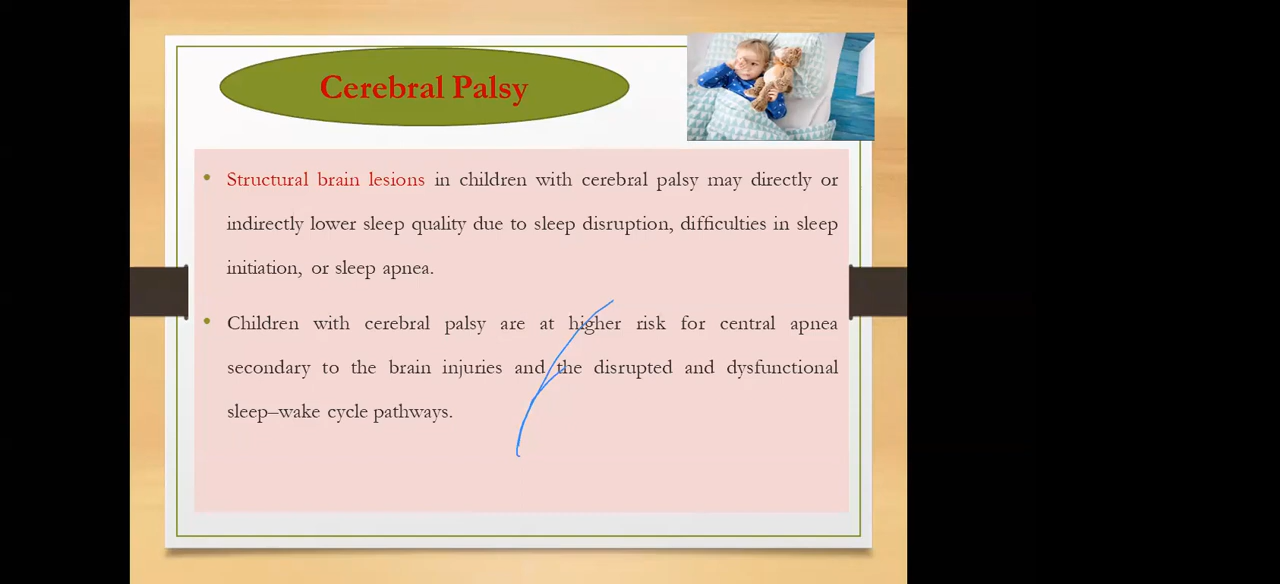 Cerebral Palsy
• Structural brain lesions in children with cerebral palsy may directly or
indirectly lower sleep quality due to sleep disruption, difficulties in sleep
initiation, or sleep apnea.
• Children with cerebral palsy are at higher risk for central apnea
secondary to the brain injuries and the disrupted and dysfunctional
sleep–wake cycle pathways.